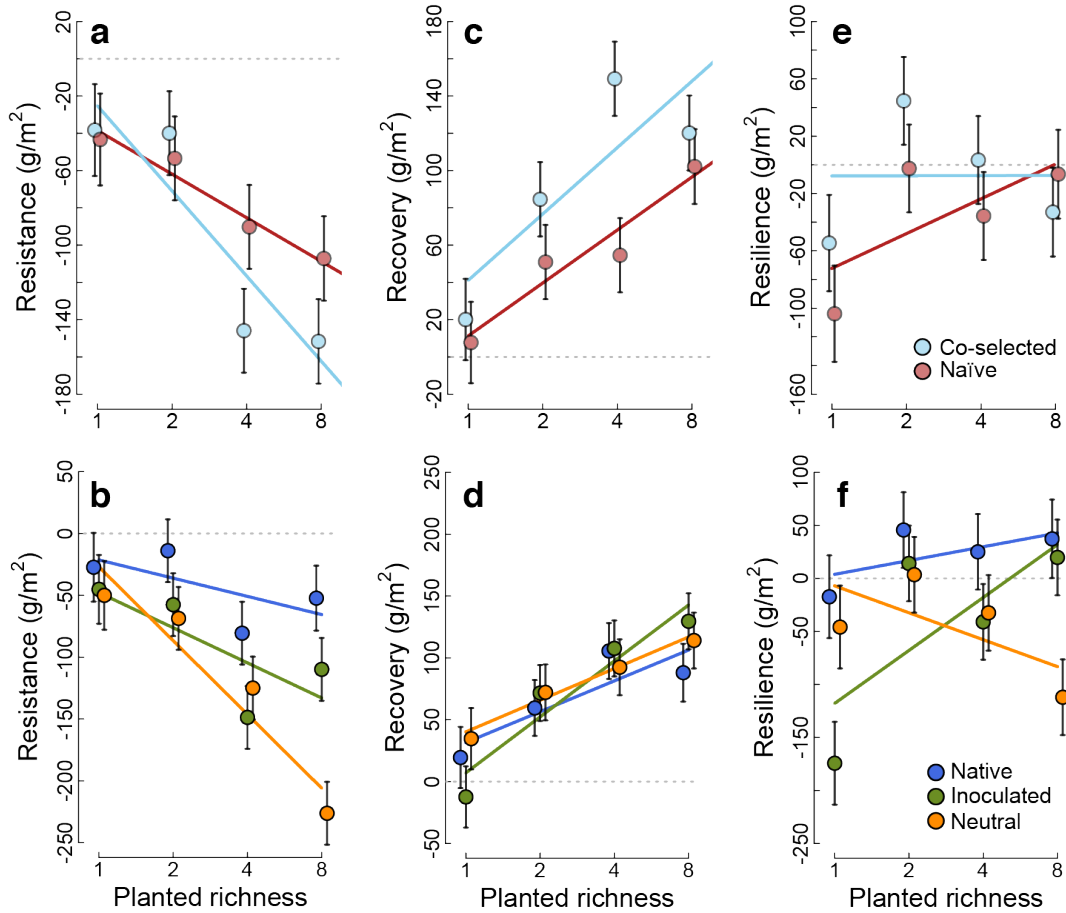 a
Resistance (g/m²)
20
-20
-60
-100
-140
-180
1 2 4 8
c
Recovery (g/m²)
180
140
100
60
20
-20
1 2 4 8
e
Resilience (g/m²)
100
60
20
-20
-60
-100
-160
Co-selected
Naïve
1 2 4 8
b
Resistance (g/m²)
50
0
-50
-100
-150
-200
-250
1 2 4 8
Planted richness
d
Recovery (g/m²)
250
200
150
100
50
0
-50
1 2 4 8
Planted richness
f
Resilience (g/m²)
100
50
0
-50
-150
-250
Native
Inoculated
Neutral
1 2 4 8
Planted richness